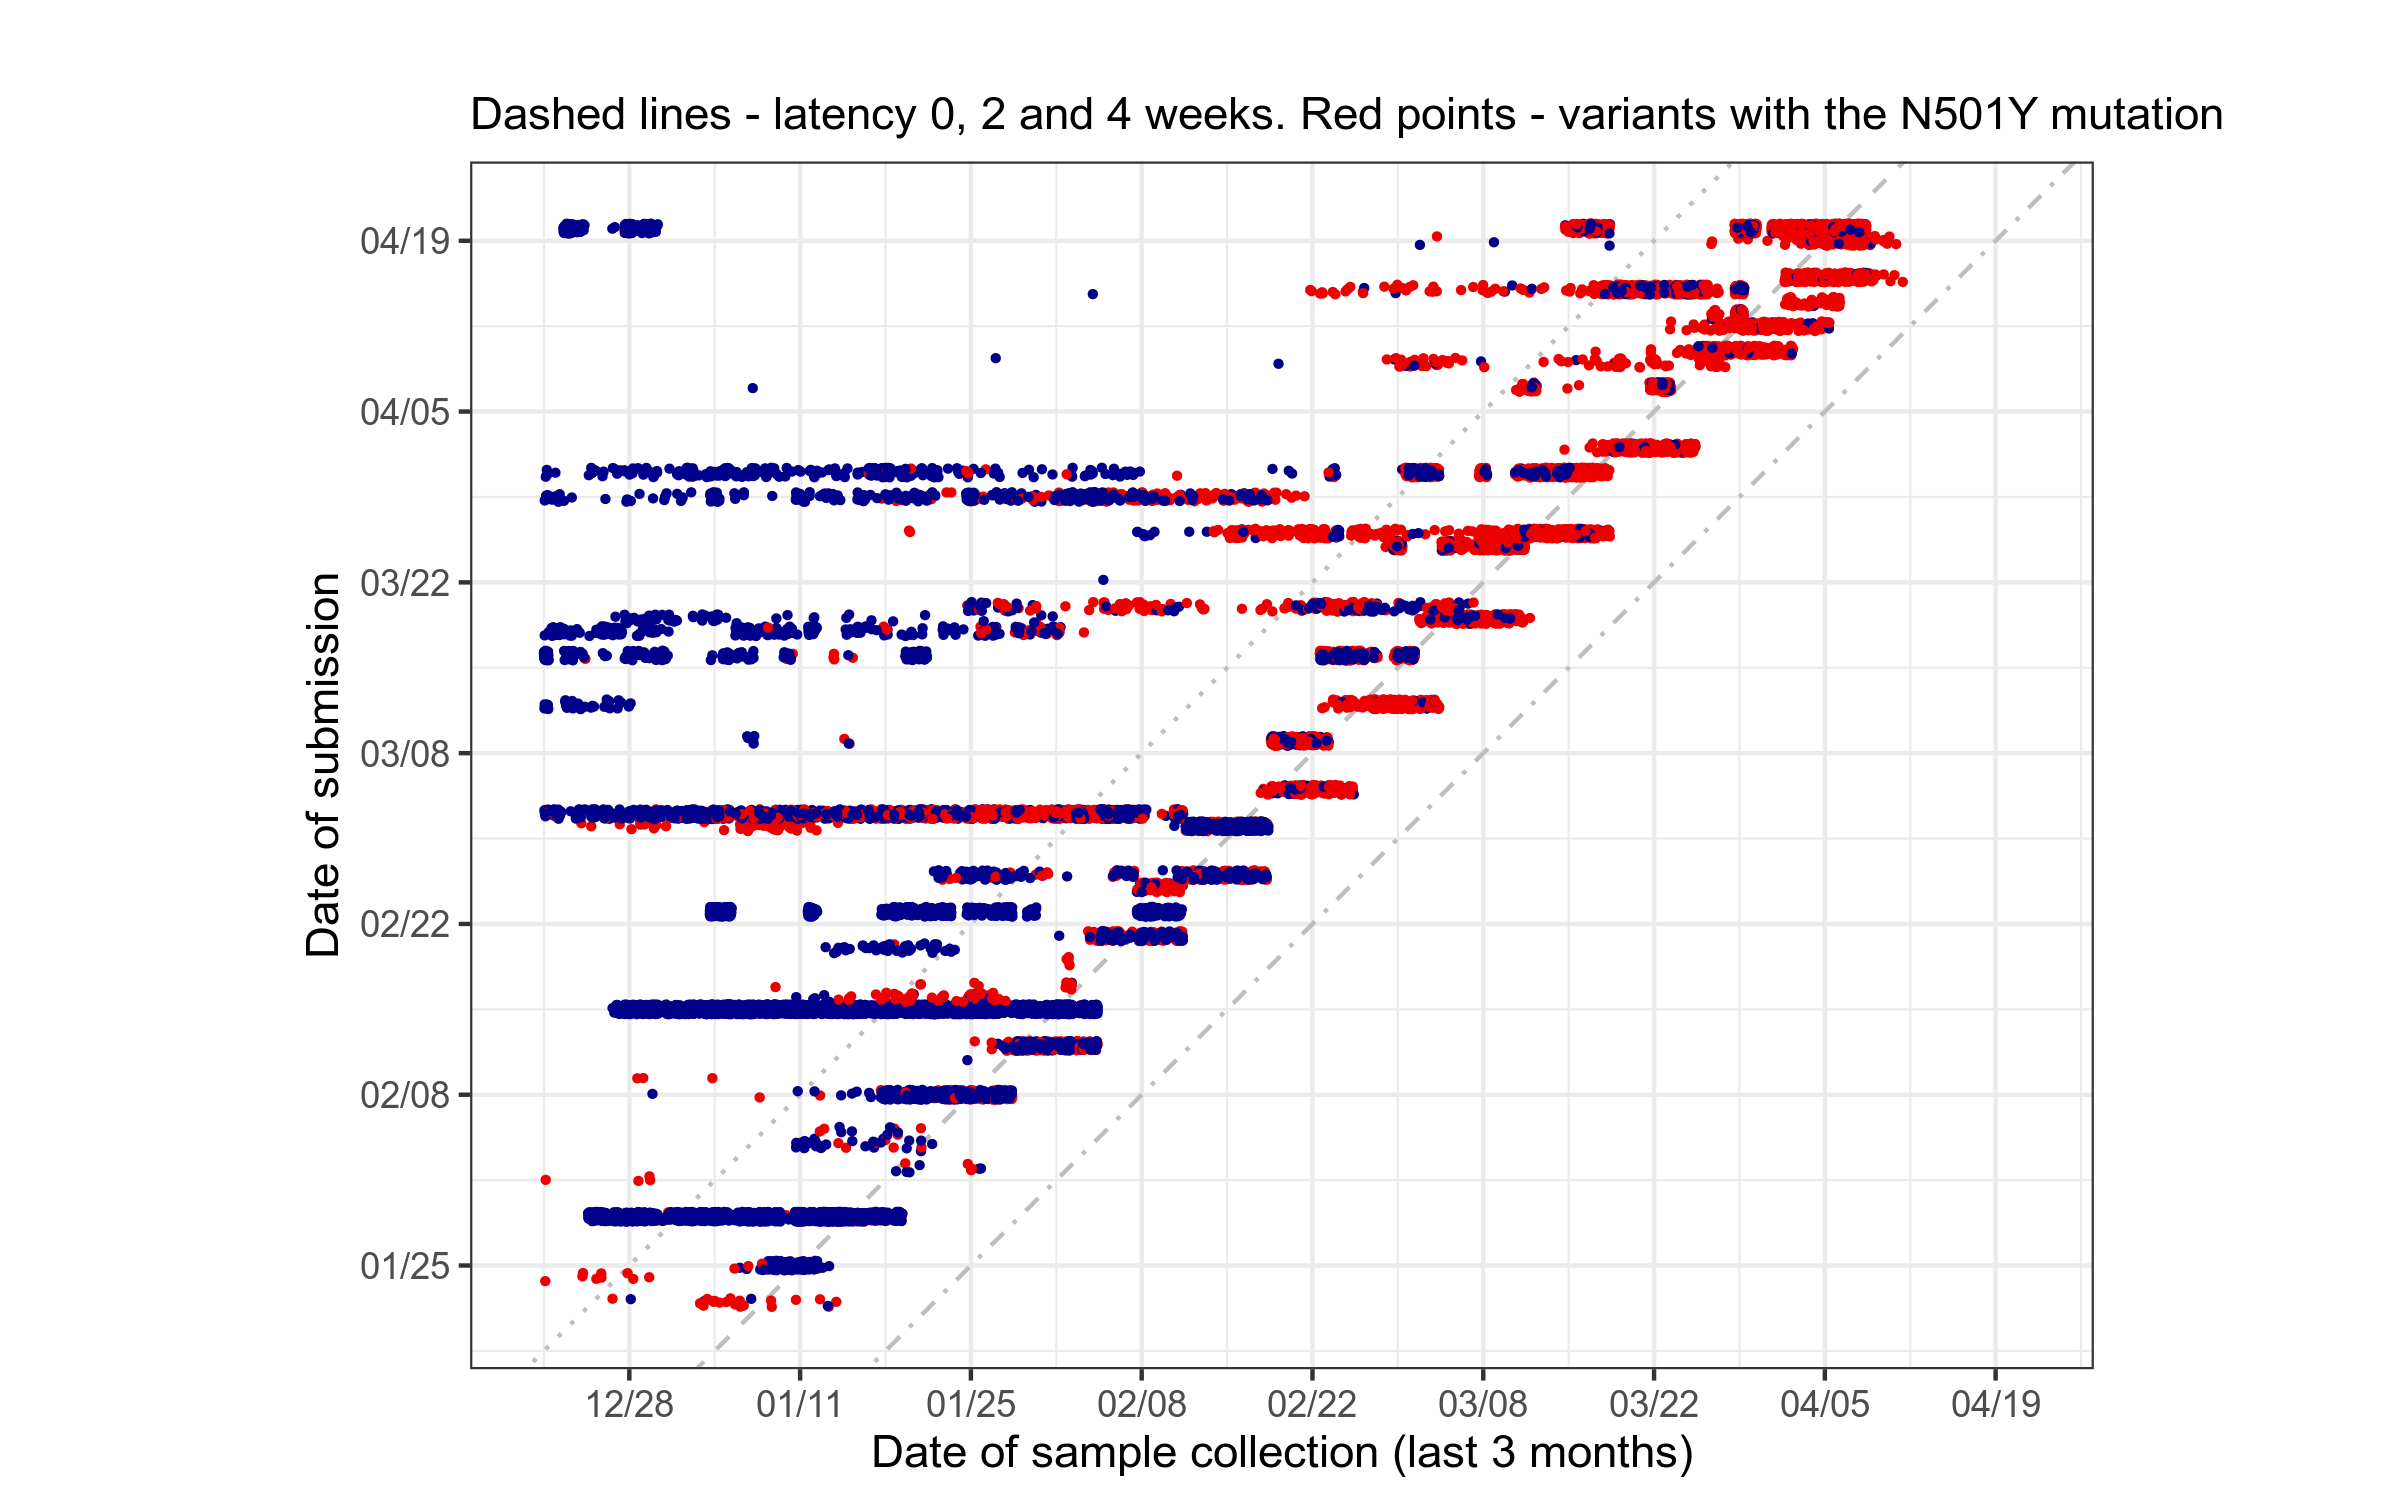 Dashed lines - latency 0, 2 and 4 weeks. Red points - variants with the N501Y mutation
Date of submission
04/19
04/05
03/22
03/08
02/22
02/08
01/25
12/28 01/11 01/25 02/08 02/22 03/08 03/22 04/05 04/19
Date of sample collection (last 3 months)